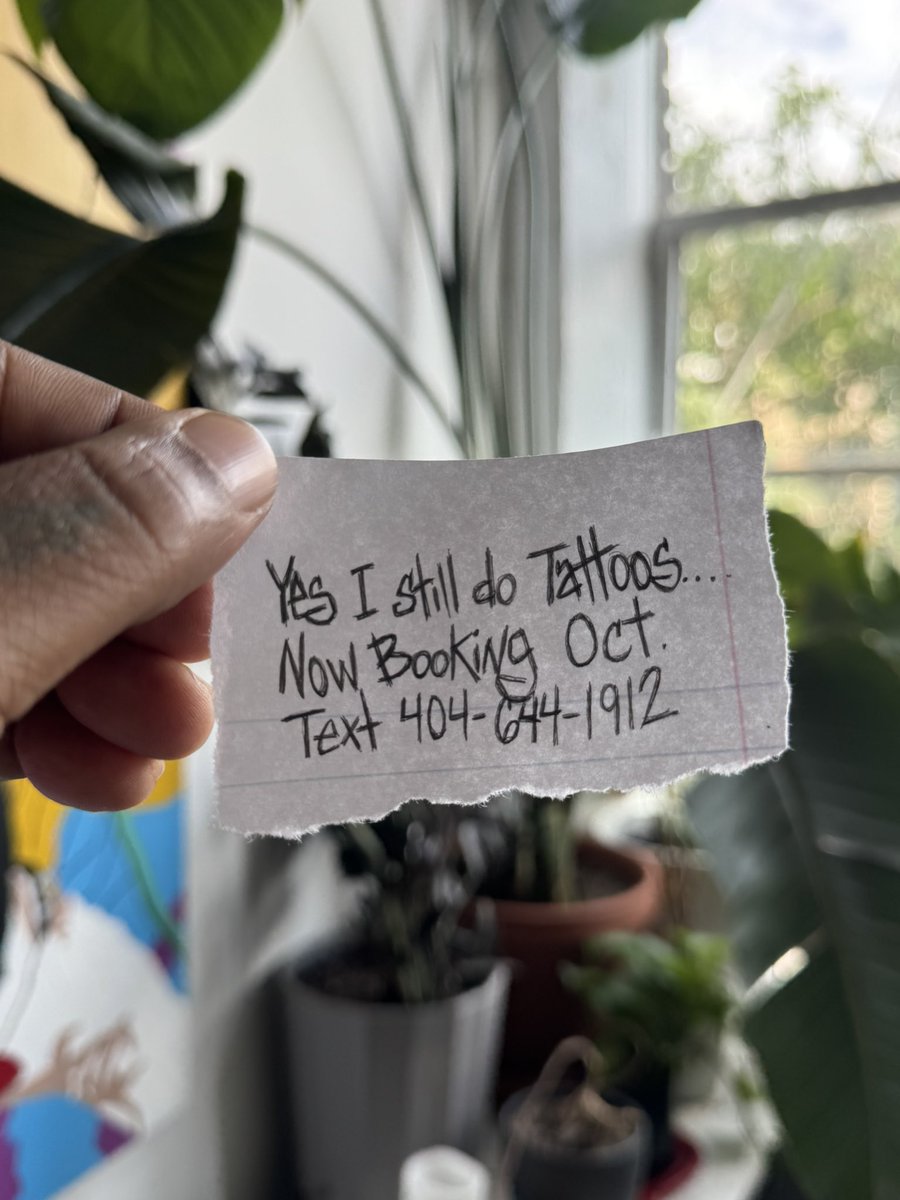 Yes I still do Tattoos....
Now Booking Oct.
Text 404-644-1912